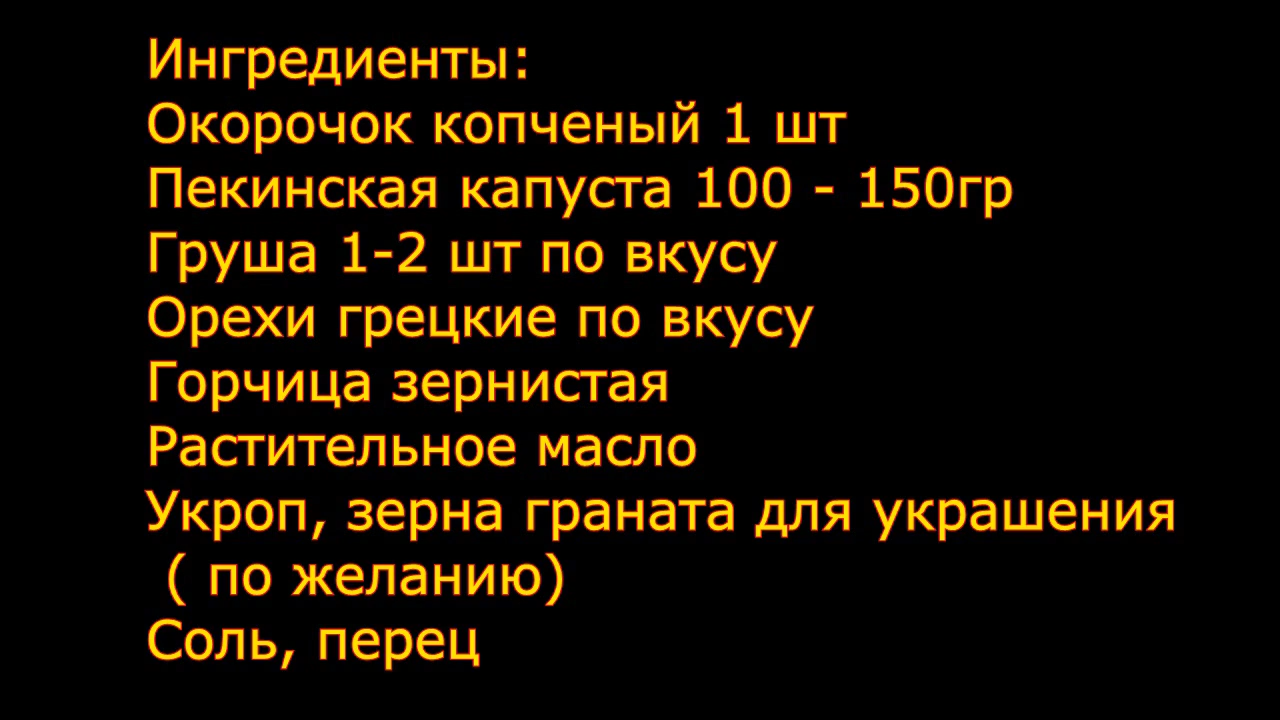 Ингредиенты:
Окорочок копченый 1 шт
Пекинская капуста 100 - 150гр
Груша 1-2 шт по вкусу
Орехи грецкие по вкусу
Горчица зернистая
Растительное масло
Укроп, зерна граната для украшения
( по желанию)
Соль, перец